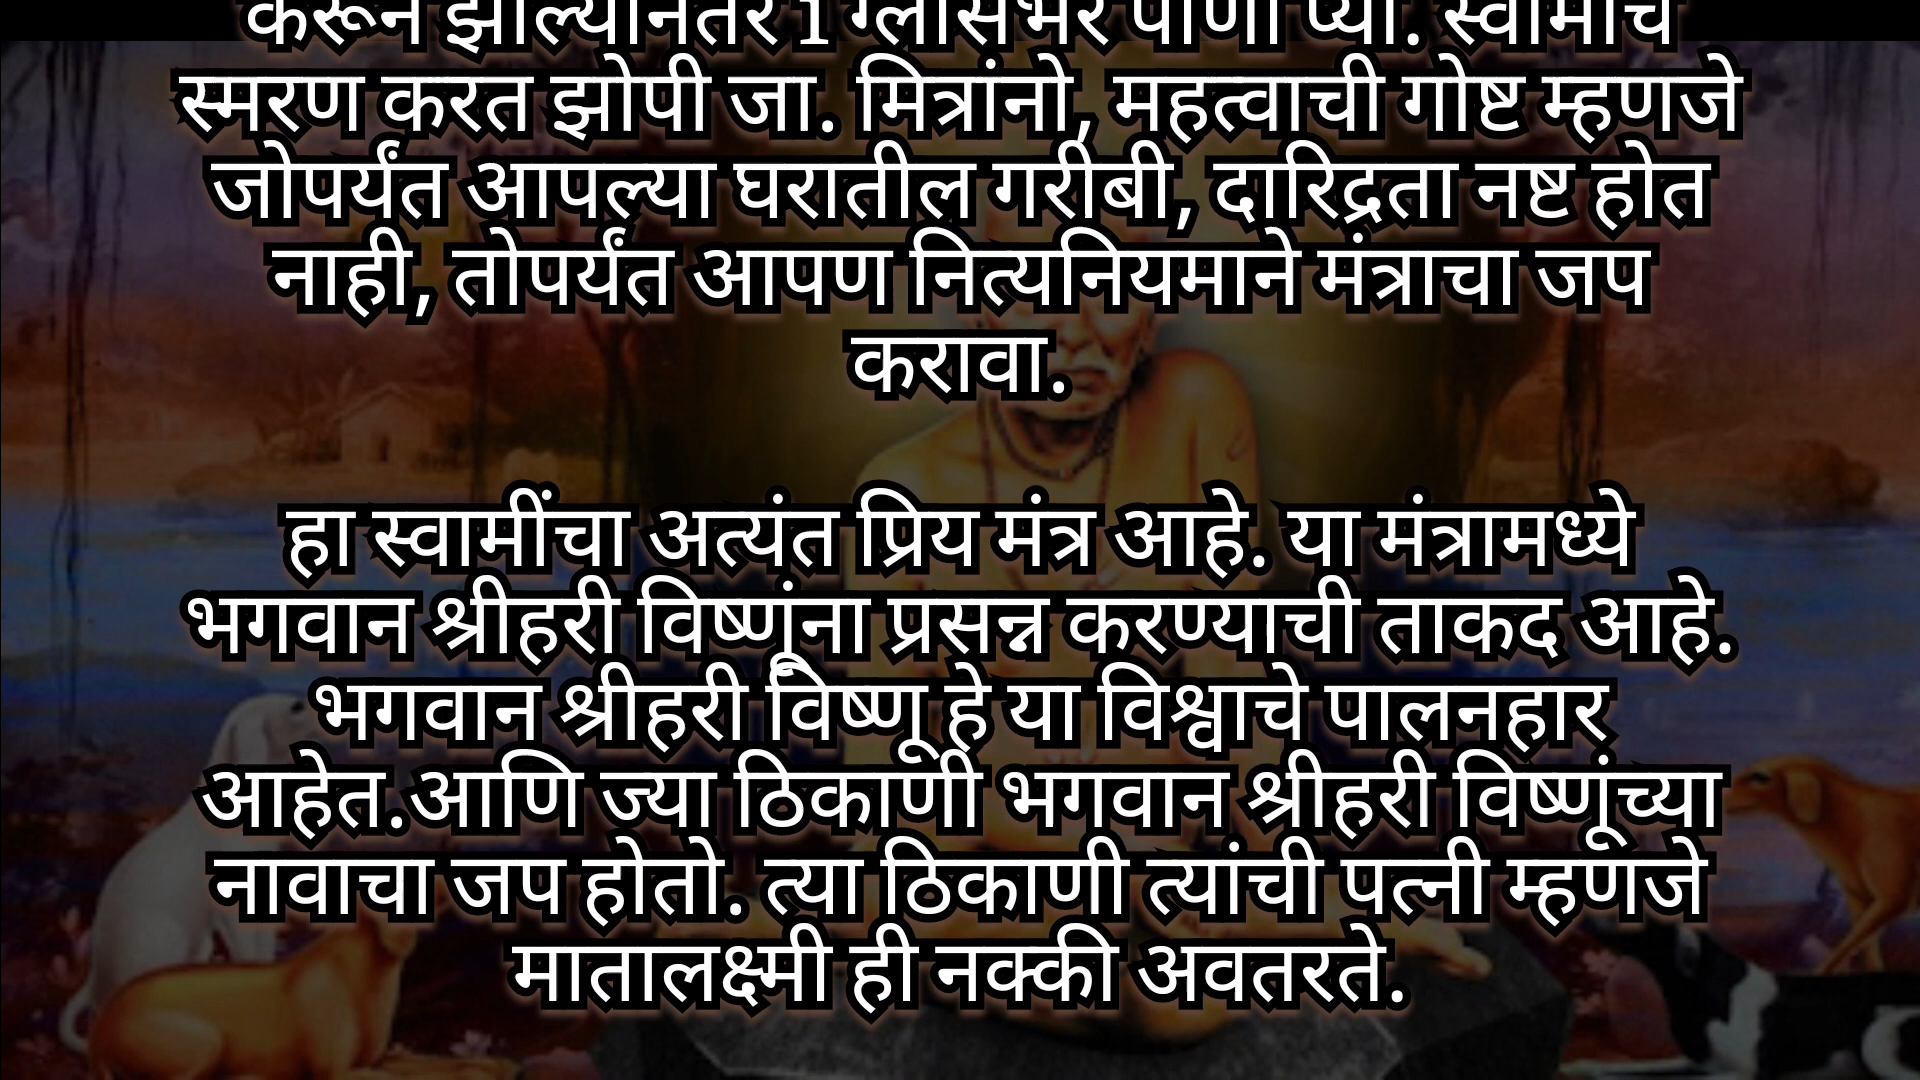 करून झाल्यानंतर 1 ग्लासभर पाणी प्या. स्वामींचे
स्मरण करत झोपी जा. मित्रांनो, महत्वाची गोष्ट म्हणजे
जोपर्यंत आपल्या घरातील गरीबी, दारिद्रता नष्ट होत
नाही, तोपर्यंत आपण नित्यनियमाने मंत्राचा जप
करावा.
हा स्वामींचा अत्यंत प्रिय मंत्र आहे. या मंत्रामध्ये
भगवान श्रीहरी विष्णूंना प्रसन्न करण्याची ताकद आहे.
भगवान श्रीहरी विष्णू हे या विश्वाचे पालनहार
आहेत.आणि ज्या ठिकाणी भगवान श्रीहरी विष्णूंच्या
नावाचा जप होतो. त्या ठिकाणी त्यांची पत्नी म्हणजे
मातालक्ष्मी ही नक्की अवतरते.